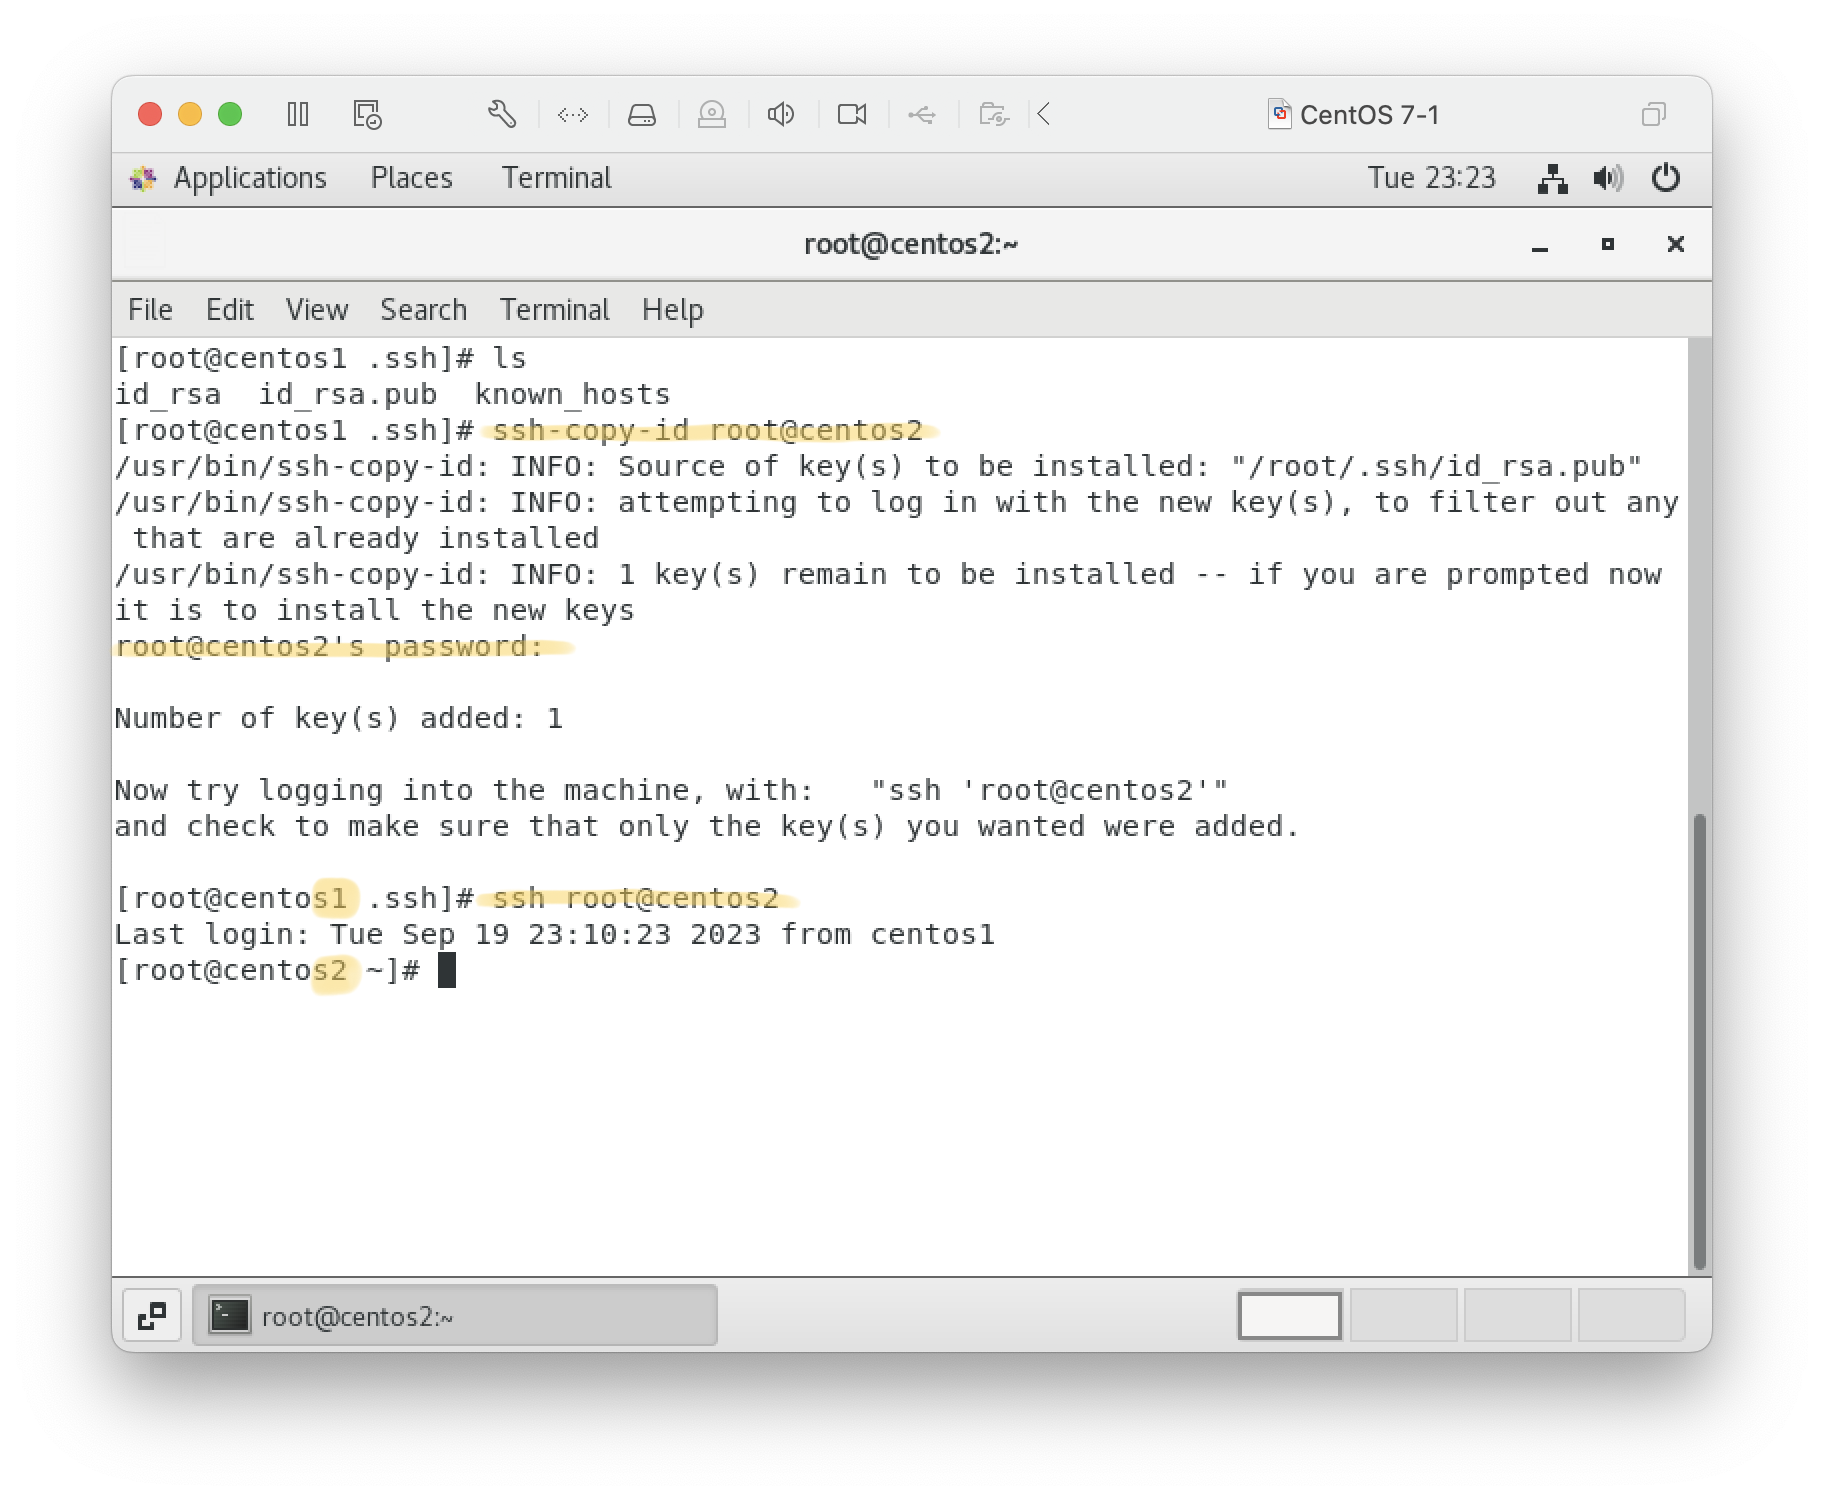 CentOS 7-1
Applications Places Terminal Tue 23:23
root@centos2:~
File Edit View Search Terminal Help
[root@centos1 .ssh]# ls
id_rsa  id_rsa.pub  known_hosts
[root@centos1 .ssh]# ssh-copy-id root@centos2
/usr/bin/ssh-copy-id: INFO: Source of key(s) to be installed: "/root/.ssh/id_rsa.pub"
/usr/bin/ssh-copy-id: INFO: attempting to log in with the new key(s), to filter out any
 that are already installed
/usr/bin/ssh-copy-id: INFO: 1 key(s) remain to be installed -- if you are prompted now
it is to install the new keys
root@centos2's password:
Number of key(s) added: 1
Now try logging into the machine, with:   "ssh 'root@centos2'"
and check to make sure that only the key(s) you wanted were added.
[root@centos1 .ssh]# ssh root@centos2
Last login: Tue Sep 19 23:10:23 2023 from centos1
[root@centos2 ~]#
root@centos2:~